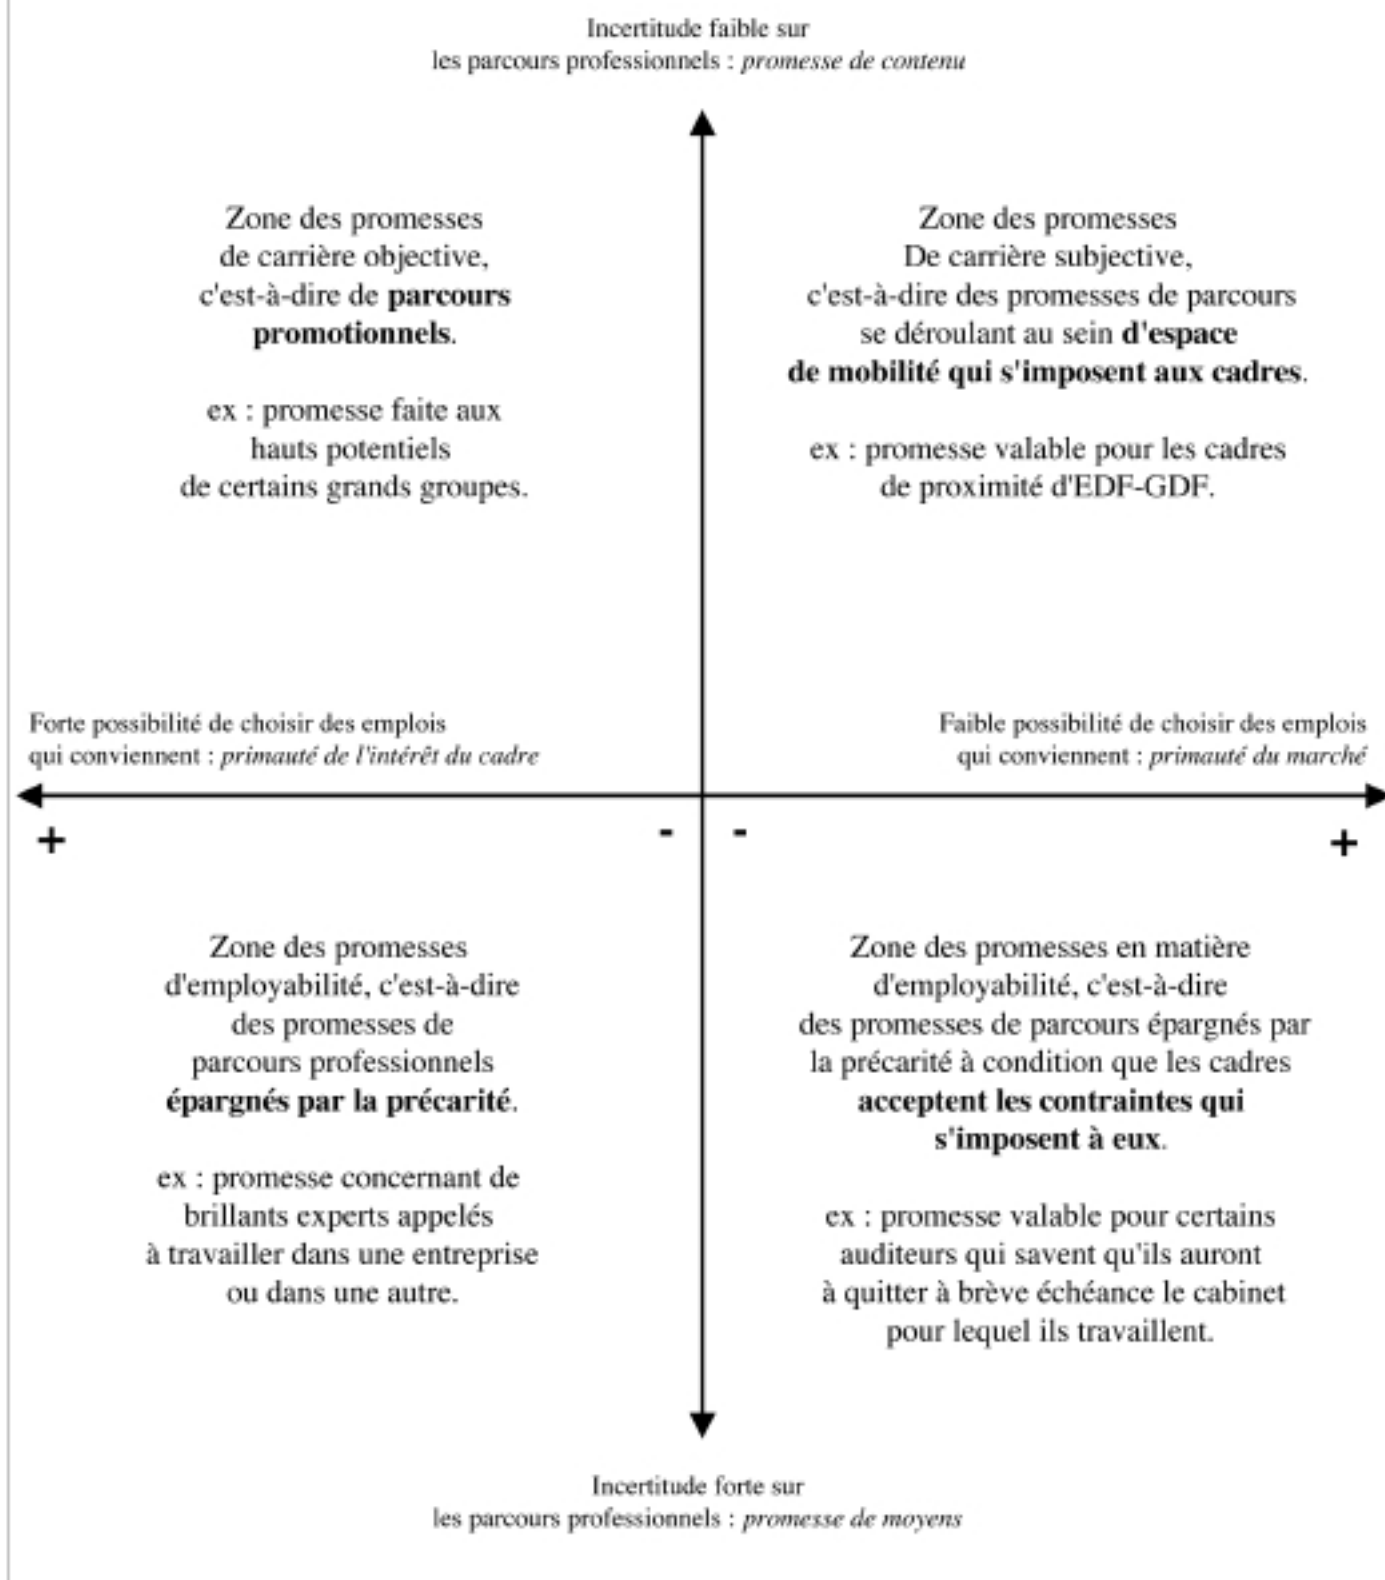 Incertitude faible sur
les parcours professionnels : promesse de contenu
Zone des promesses
de carrière objective,
c'est-à-dire de parcours
promotionnels.
ex : promesse faite aux
hauts potentiels
de certains grands groupes.
Zone des promesses
De carrière subjective,
c'est-à-dire des promesses de parcours
se déroulant au sein d'espace
de mobilité qui s'imposent aux cadres.
ex : promesse valable pour les cadres
de proximité d'EDF-GDF.
Forte possibilité de choisir des emplois
qui conviennent : primauté de l'intérêt du cadre
Faible possibilité de choisir des emplois
qui conviennent : primauté du marché
+ - - +
Zone des promesses
d'employabilité, c'est-à-dire
des promesses de
parcours professionnels
épargnés par la précarité.
ex : promesse concernant de
brillants experts appelés
à travailler dans une entreprise
ou dans une autre.
Zone des promesses en matière
d'employabilité, c'est-à-dire
des promesses de parcours épargnés par
la précarité à condition que les cadres
acceptent les contraintes qui
s'imposent à eux.
ex : promesse valable pour certains
auditeurs qui savent qu'ils auront
à quitter à brève échéance le cabinet
pour lequel ils travaillent.
Incertitude forte sur
les parcours professionnels : promesse de moyens